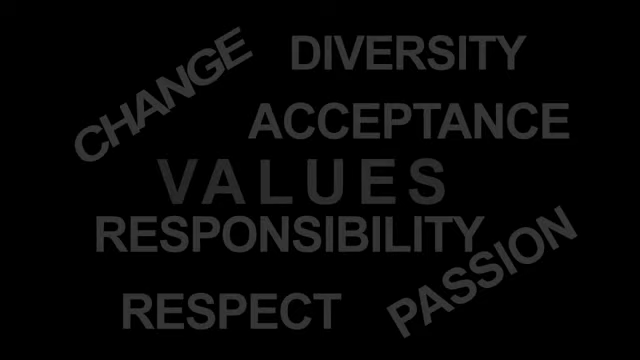 CHANGE
DIVERSITY
ACCEPTANCE
VALUES
RESPONSIBILITY
PASSION
RESPECT